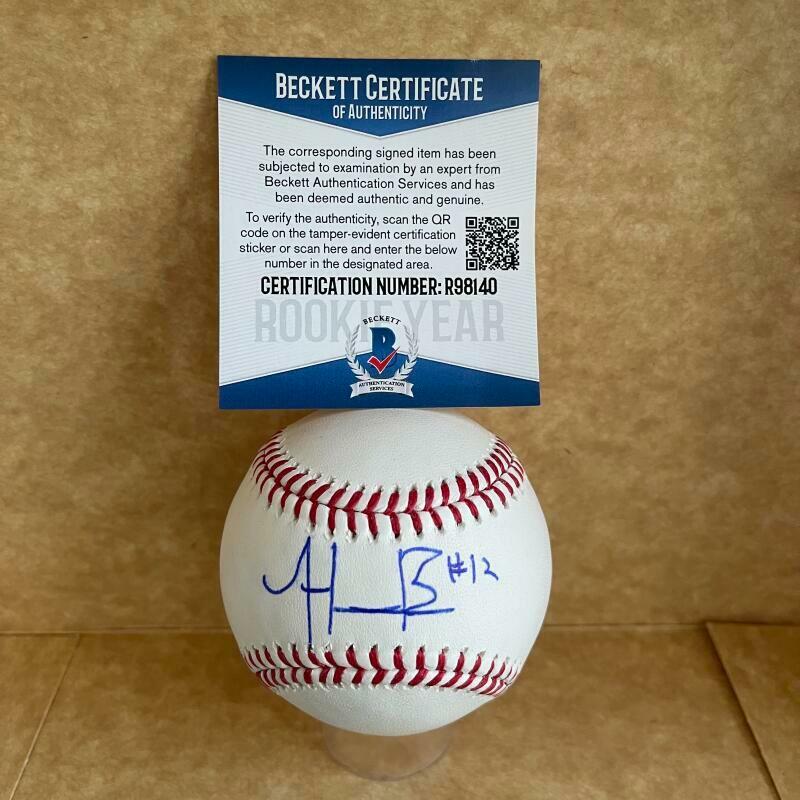 BECKETT CERTIFICATE
OF AUTHENTICITY
The corresponding signed item has been
subjected to examination by an expert from
Beckett Authentication Services and has
been deemed authentic and genuine.
To verify the authenticity, scan the QR
code on the tamper-evident certification
sticker or scan here and enter the below
number in the designated area.
CERTIFICATION NUMBER: R98140
ROOKIE YEAR
BECKETT
B
AUTHENTICATION
SERVICES
#12